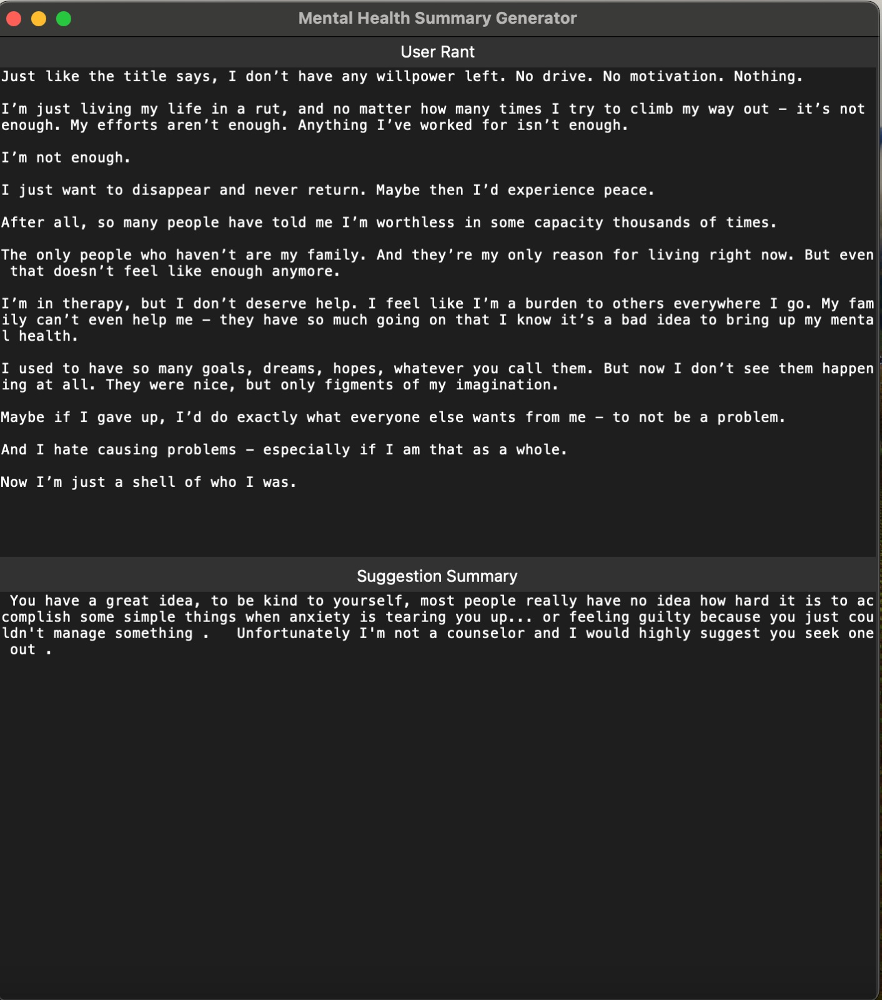 Mental Health Summary Generator
User Rant
Just like the title says, I don’t have any willpower left. No drive. No motivation. Nothing.
I’m just living my life in a rut, and no matter how many times I try to climb my way out – it’s not
enough. My efforts aren’t enough. Anything I’ve worked for isn’t enough.
I’m not enough.
I just want to disappear and never return. Maybe then I’d experience peace.
After all, so many people have told me I’m worthless in some capacity thousands of times.
The only people who haven’t are my family. And they’re my only reason for living right now. But even
that doesn’t feel like enough anymore.
I’m in therapy, but I don’t deserve help. I feel like I’m a burden to others everywhere I go. My fam
ily can’t even help me – they have so much going on that I know it’s a bad idea to bring up my menta
l health.
I used to have so many goals, dreams, hopes, whatever you call them. But now I don’t see them happen
ing at all. They were nice, but only figments of my imagination.
Maybe if I gave up, I’d do exactly what everyone else wants from me – to not be a problem.
And I hate causing problems – especially if I am that as a whole.
Now I’m just a shell of who I was.
Suggestion Summary
You have a great idea, to be kind to yourself, most people really have no idea how hard it is to ac
complish some simple things when anxiety is tearing you up... or feeling guilty because you just cou
ldn't manage something .   Unfortunately I'm not a counselor and I would highly suggest you seek one
out .